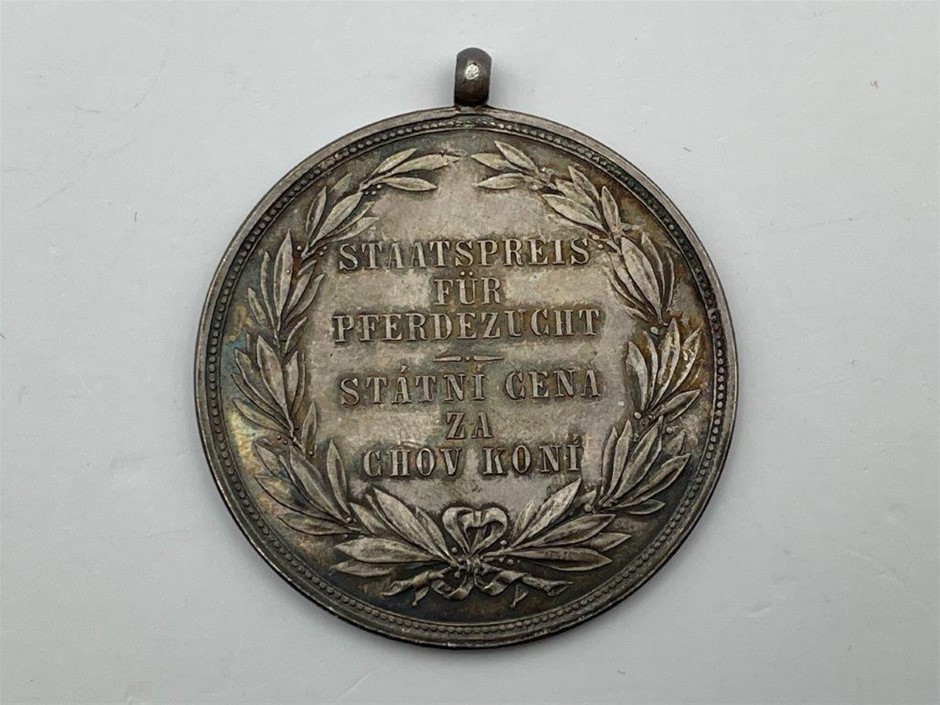 STAATSPREIS
FÜR
PFERDEZUCHT
STÁTNÍ CENA
ZA
CHOV KONÍ